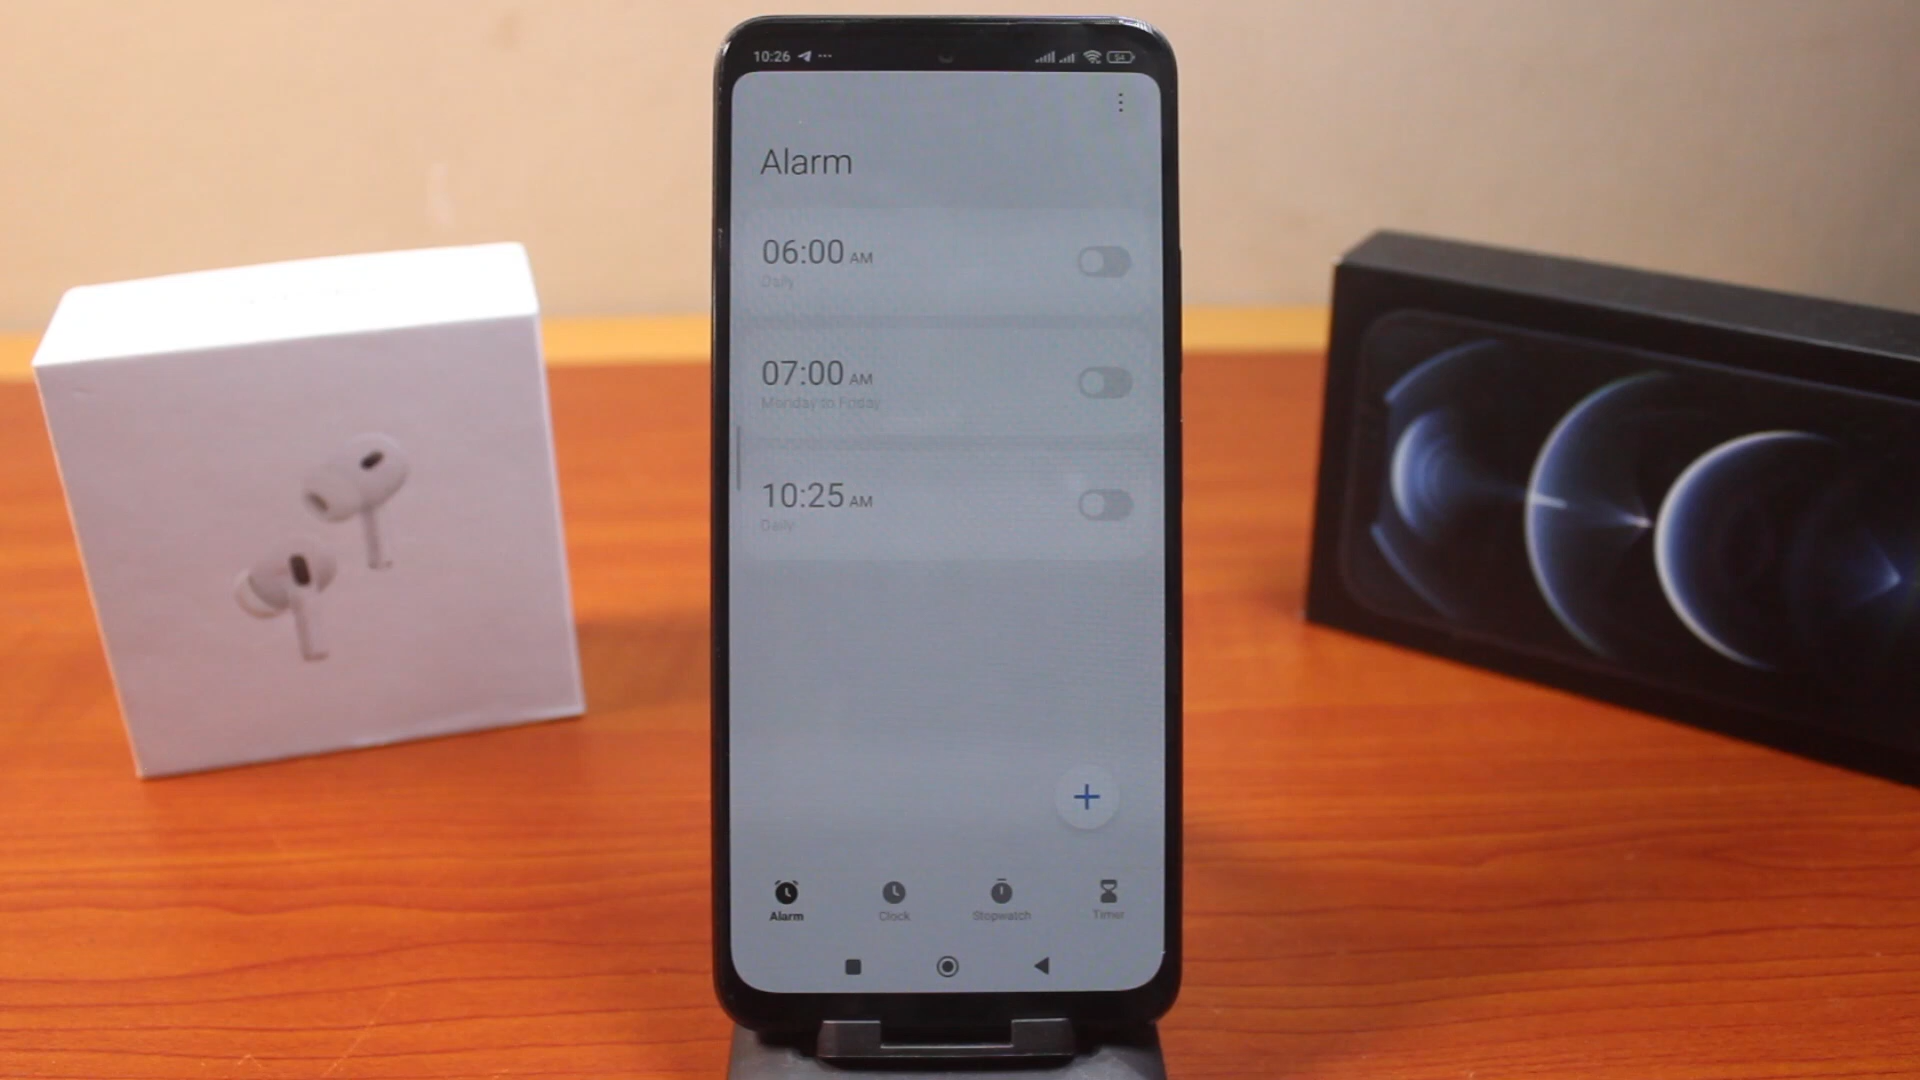 10:26 ... 54
Alarm
06:00 AM
Daily
07:00 AM
Monday to Friday
10:25 AM
Daily
Alarm Clock Stopwatch Timer